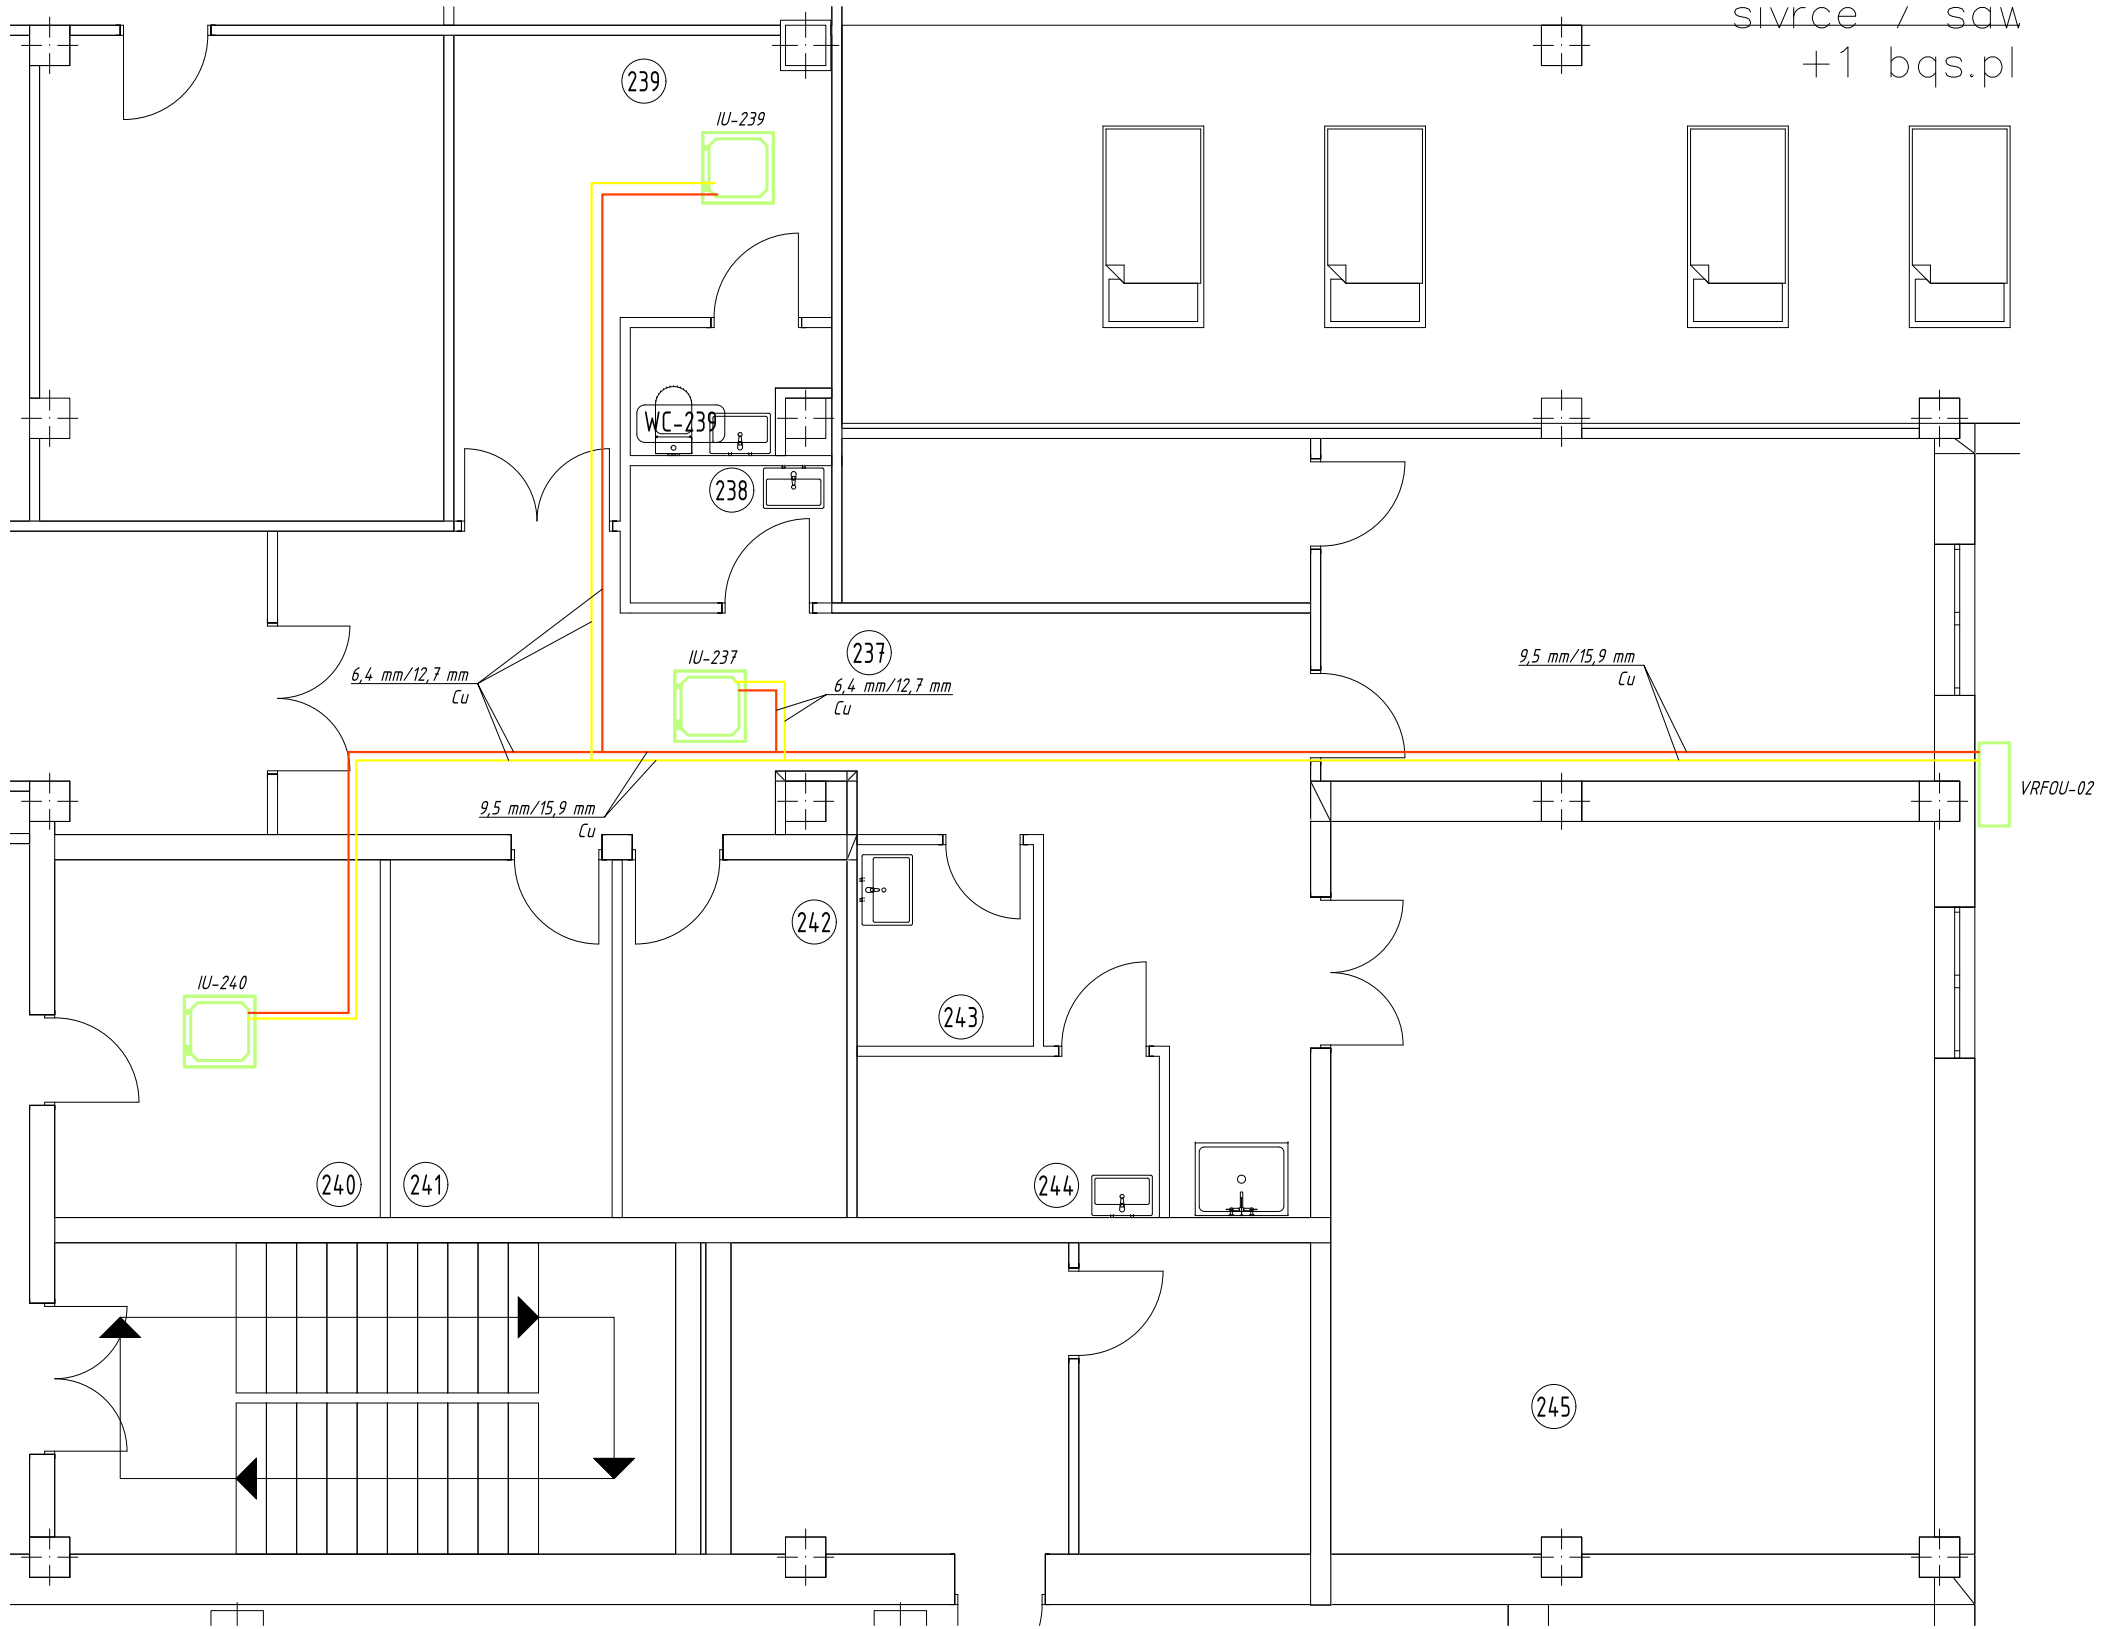 sivrce / saw
+1 bqs.pl
239
IU-239
WC-239
238
237
IU-237
6,4 mm/12,7 mm
Cu
6,4 mm/12,7 mm
Cu
9,5 mm/15,9 mm
Cu
9,5 mm/15,9 mm
Cu
VRFOU-02
242
IU-240
243
240
241
244
245